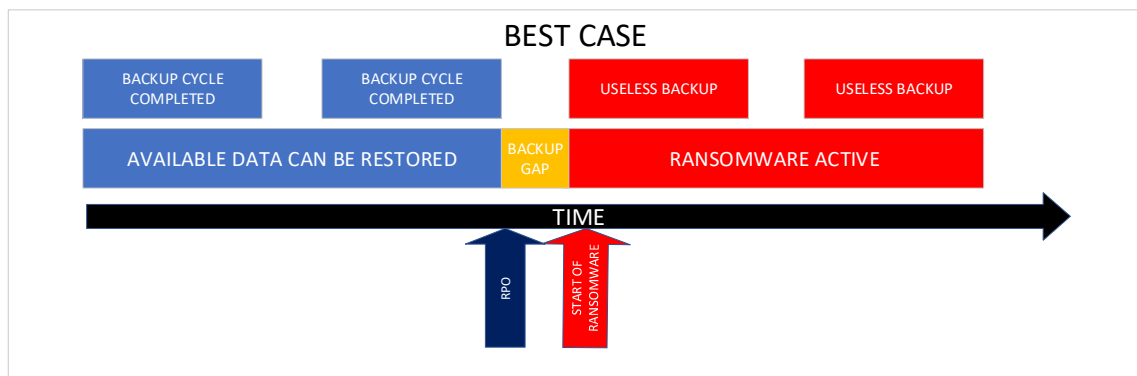 BEST CASE
BACKUP CYCLE
COMPLETED
BACKUP CYCLE
COMPLETED
USELESS BACKUP
USELESS BACKUP
AVAILABLE DATA CAN BE RESTORED
BACKUP
GAP
RANSOMWARE ACTIVE
TIME
RPO
START OF
RANSOMWARE